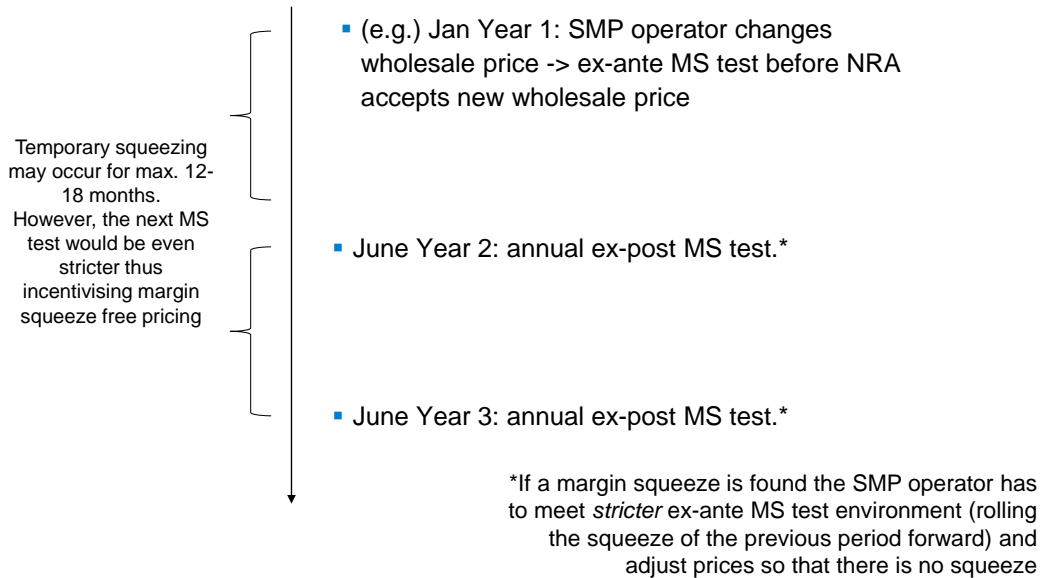 ▪ (e.g.) Jan Year 1: SMP operator changes
wholesale price -> ex-ante MS test before NRA
accepts new wholesale price
Temporary squeezing
may occur for max. 12-
18 months.
However, the next MS
test would be even
stricter thus
incentivising margin
squeeze free pricing
▪ June Year 2: annual ex-post MS test.*
▪ June Year 3: annual ex-post MS test.*
*If a margin squeeze is found the SMP operator has
to meet stricter ex-ante MS test environment (rolling
the squeeze of the previous period forward) and
adjust prices so that there is no squeeze